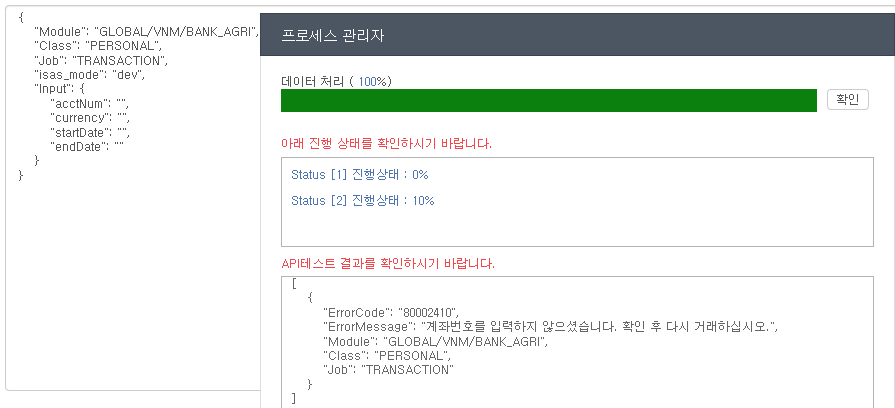 {
"Module": "GLOBAL/VNM/BANK_AGRI",
"Class": "PERSONAL",
"Job": "TRANSACTION",
"isas_mode": "dev",
"Input": {
"acctNum": "",
"currency": "",
"startDate": "",
"endDate": ""
}
}
프로세스 관리자
데이터 처리 ( 100%)
확인
아래 진행 상태를 확인하시기 바랍니다.
Status [1] 진행상태 : 0%
Status [2] 진행상태 : 10%
API테스트 결과를 확인하시기 바랍니다.
[
{
"ErrorCode": "80002410",
"ErrorMessage": "계좌번호를 입력하지 않으셨습니다. 확인 후 다시 거래하십시오.",
"Module": "GLOBAL/VNM/BANK_AGRI",
"Class": "PERSONAL",
"Job": "TRANSACTION"
}
]